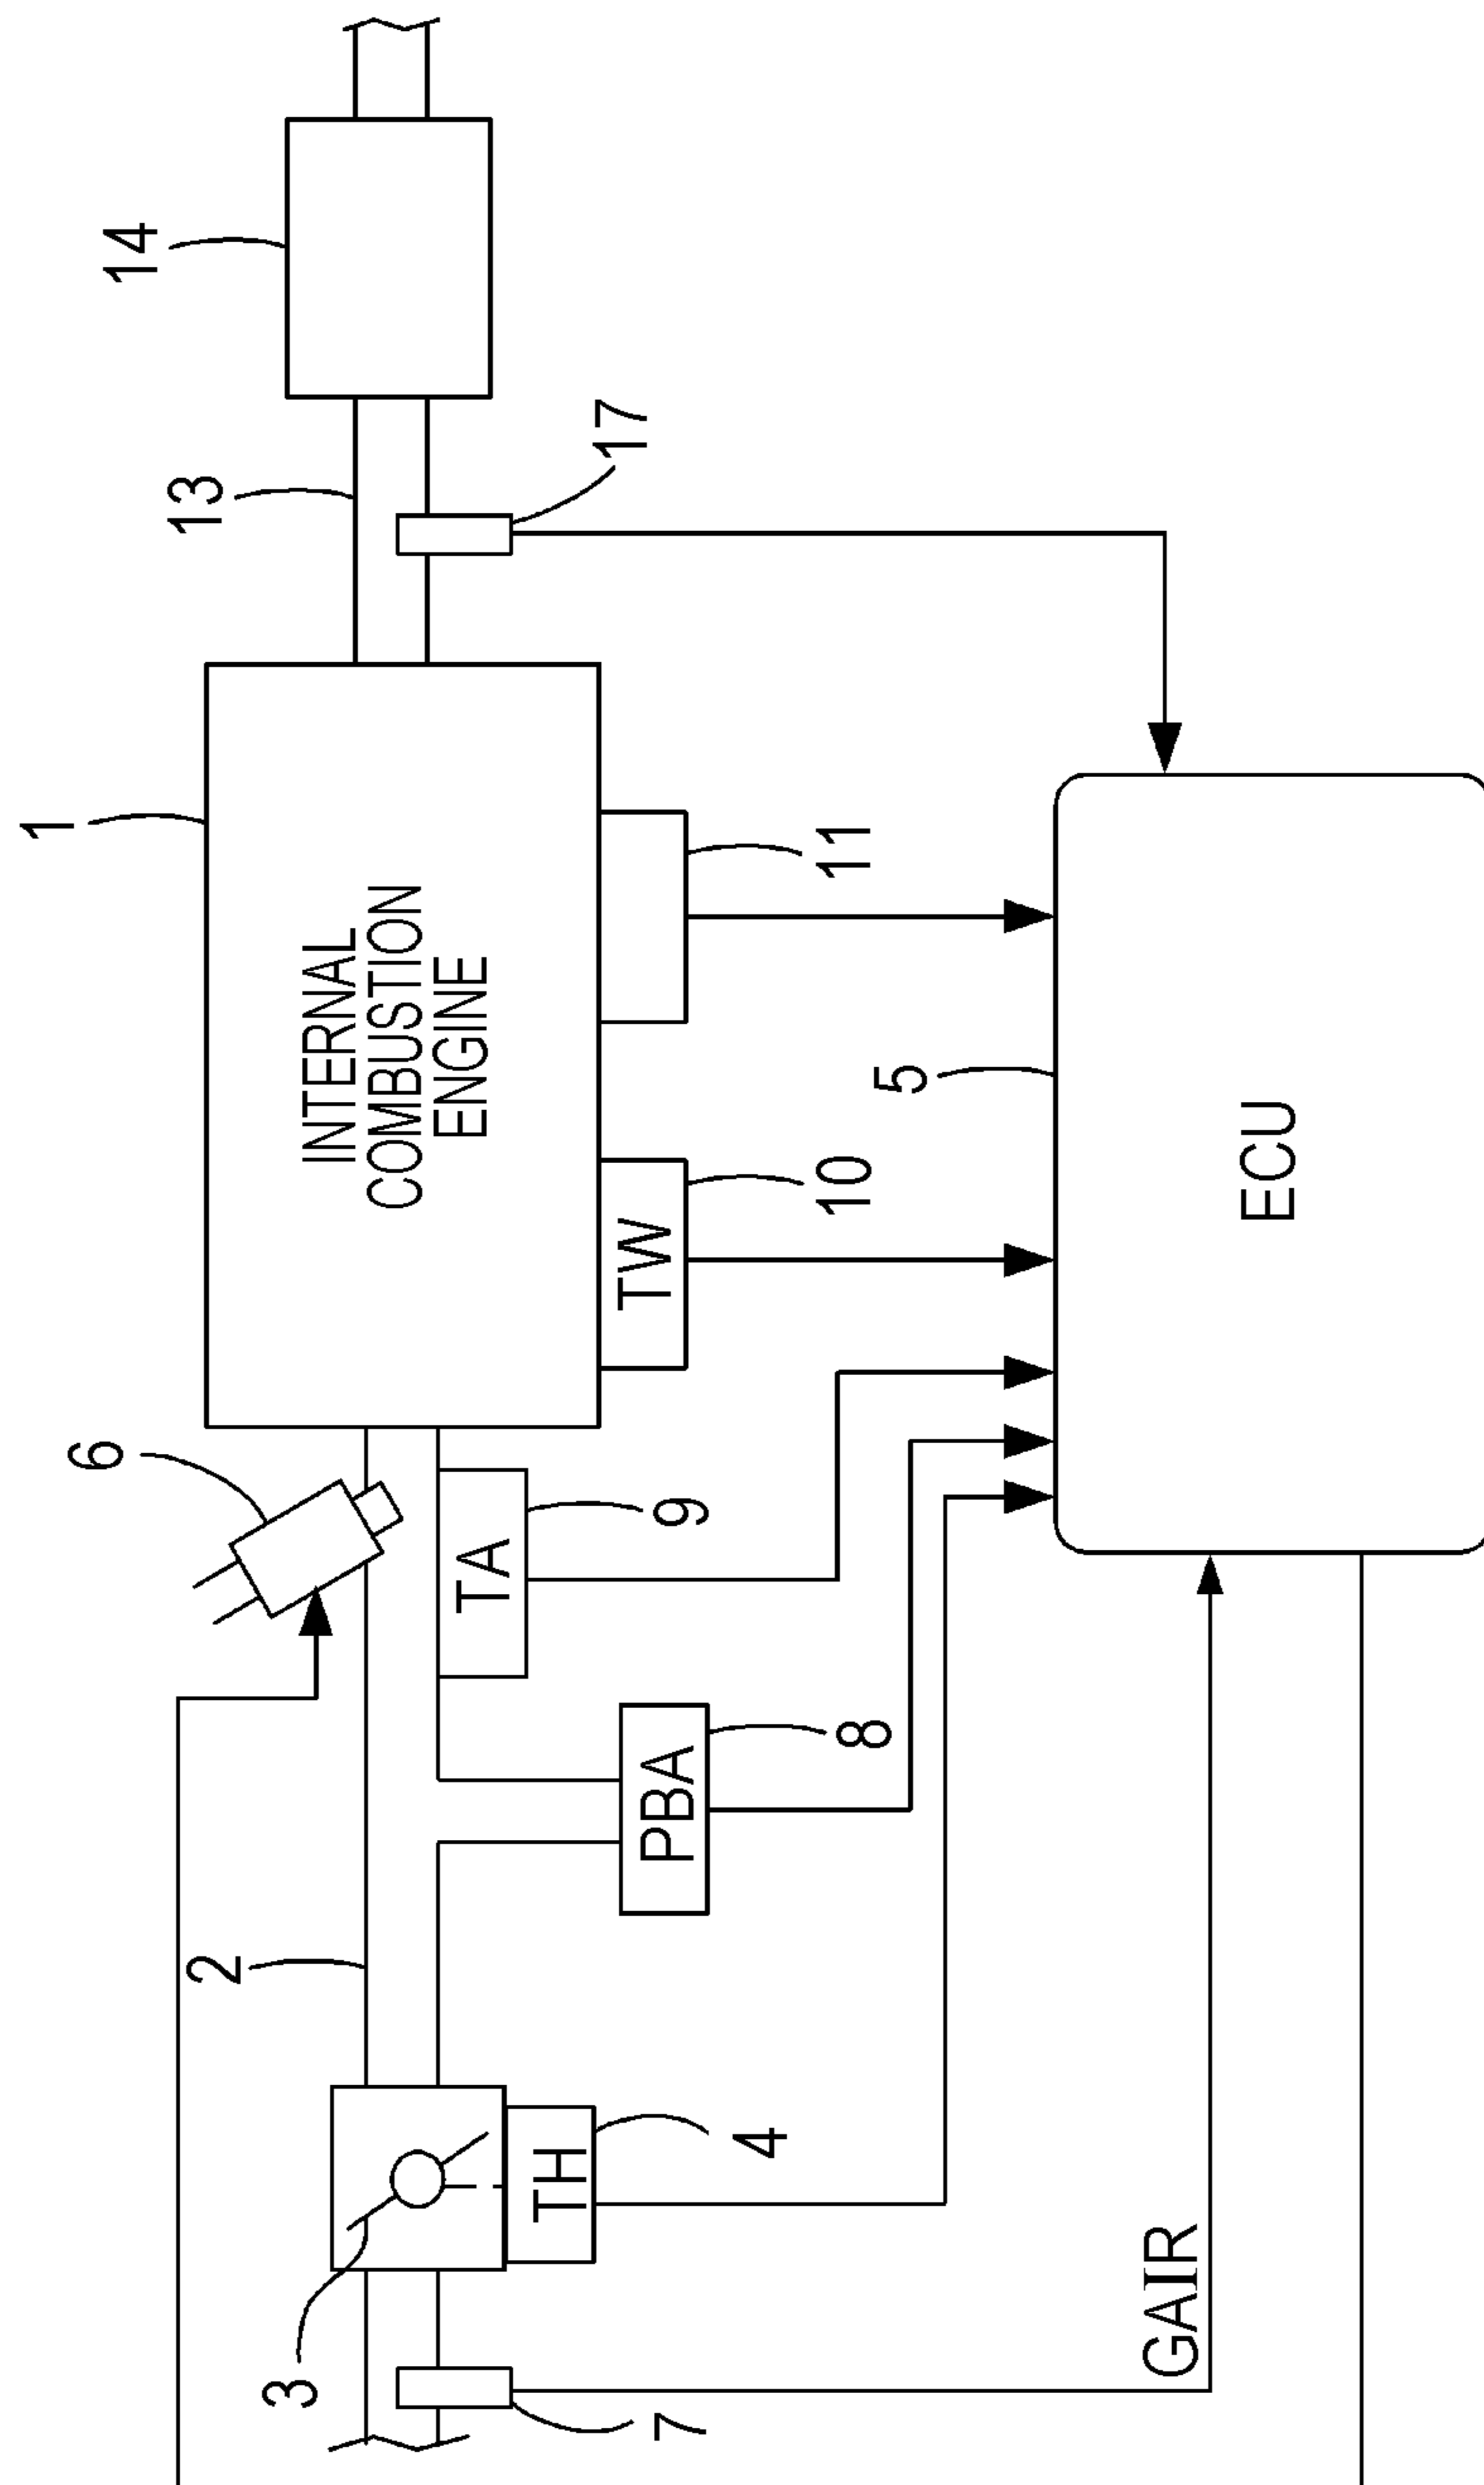 1
6
14
2
13
3
INTERNAL
COMBUSTION
ENGINE
TA
TH
17
TW
PBA
7
9
4
10
11
8
5
GAIR
ECU